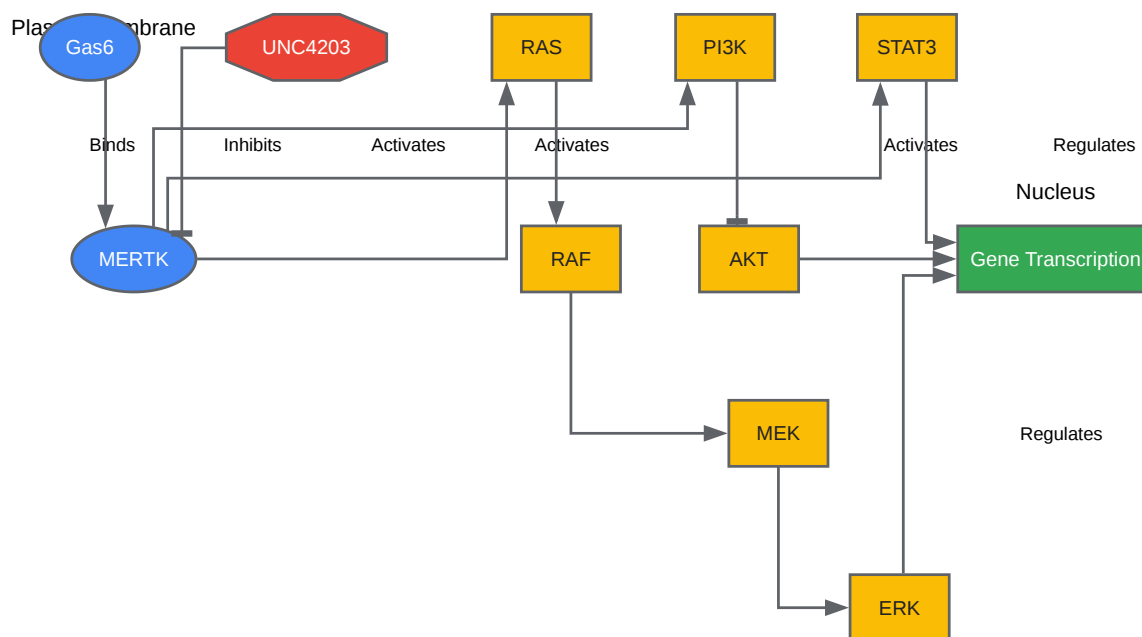 Plas mbrane
Gas6
UNC4203
RAS
PI3K
STAT3
Binds
Inhibits
Activates
Activates
Activates
Regulates
Nucleus
MERTK
RAF
AKT
Gene Transcription
MEK
Regulates
ERK